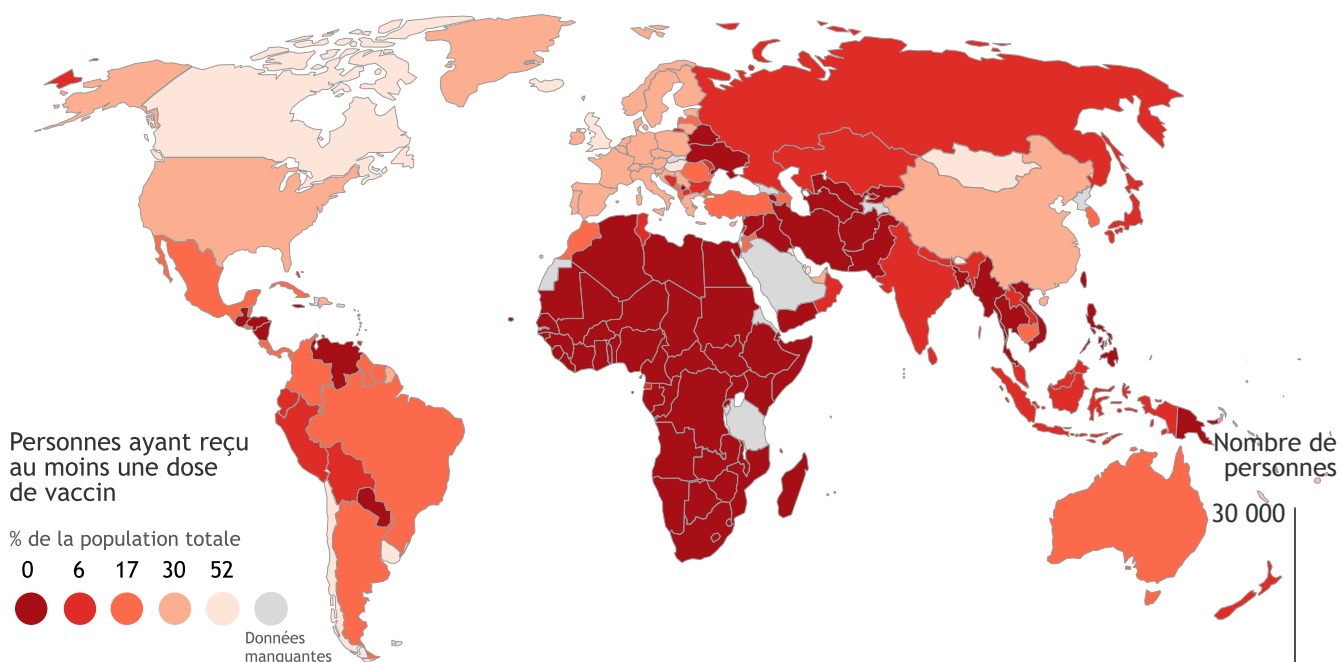 Personnes ayant reçu
au moins une dose
de vaccin
% de la population totale
0 6 17 30 52
Données
manquantes
Nombre de
personnes
30 000